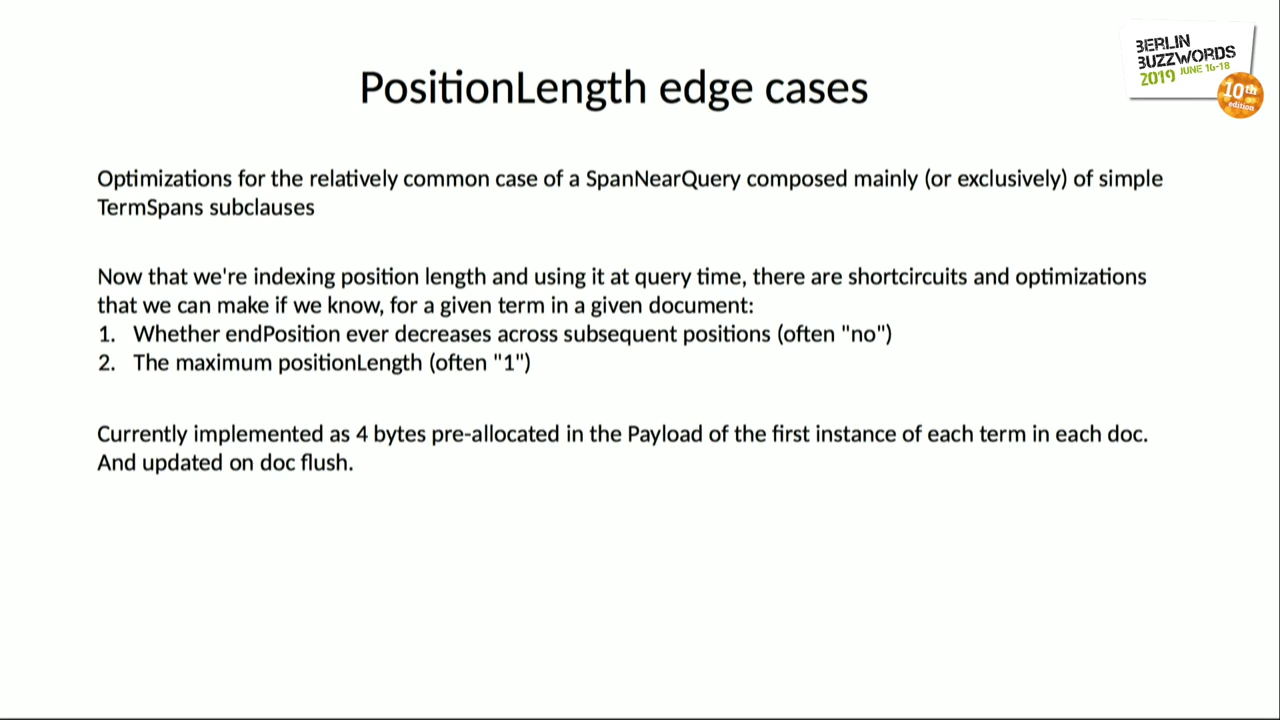 BERLIN
BUZZWORDS
2019 JUNE 16-18
10th
edition
PositionLength edge cases
Optimizations for the relatively common case of a SpanNearQuery composed mainly (or exclusively) of simple
TermSpans subclauses
Now that we're indexing position length and using it at query time, there are shortcircuits and optimizations
that we can make if we know, for a given term in a given document:
1. Whether endPosition ever decreases across subsequent positions (often "no")
2. The maximum positionLength (often "1")
Currently implemented as 4 bytes pre-allocated in the Payload of the first instance of each term in each doc.
And updated on doc flush.